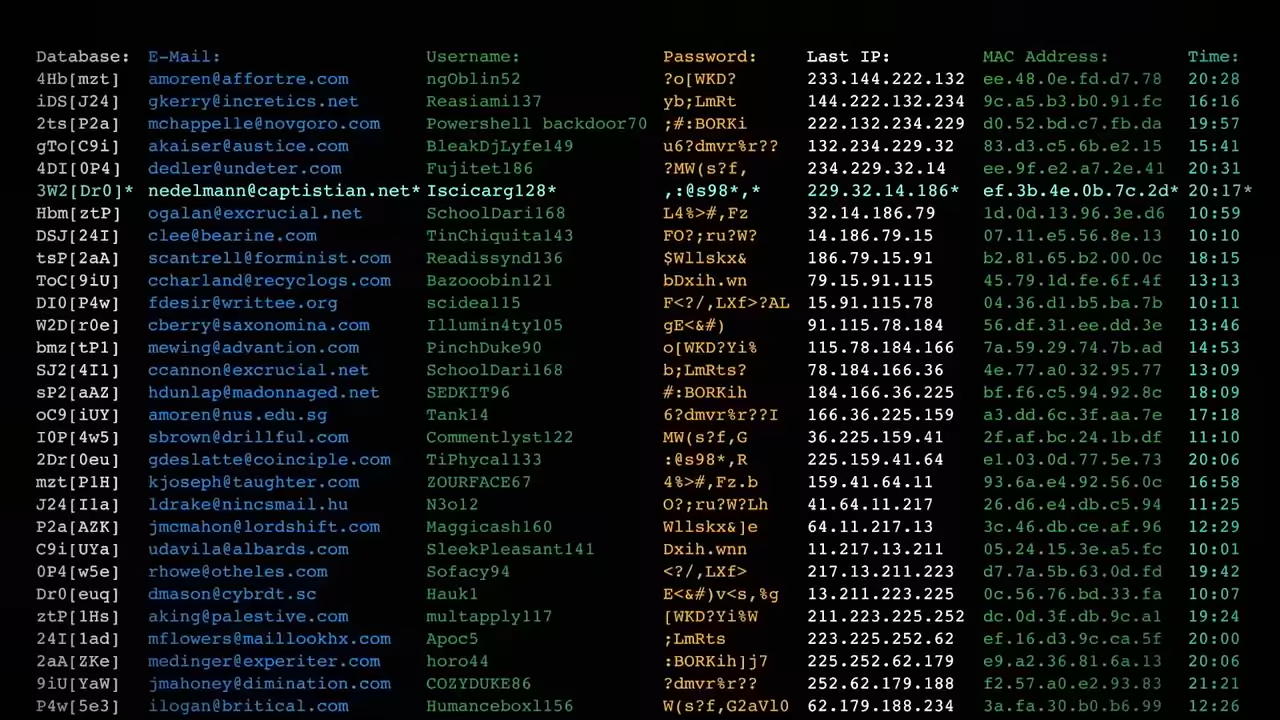 Database: E-Mail: Username: Password: Last IP: MAC Address: Time:
4Hb[mzt] amoren@affortre.com ngOblin52 ?o[WKD? 233.144.222.132 ee.48.0e.fd.d7.78 20:28
iDS[J24] gkerry@incretics.net Reasiami137 yb;LmRt 144.222.132.234 9c.a5.b3.b0.91.fc 16:16
2ts[P2a] mchappelle@novgoro.com Powershell backdoor70 ;#:BORKi 222.132.234.229 d0.52.bd.c7.fb.da 19:57
gTo[C9i] akaiser@austice.com BleakDjLyfe149 u6?dmvr%r?? 132.234.229.32 83.d3.c5.6b.e2.15 15:41
4DI[0P4] dedler@undeter.com Fujitet186 ?MW(s?f, 234.229.32.14 ee.9f.e2.a7.2e.41 20:31
3W2[Dr0]* nedelmann@captistian.net* Iscicarg128* ,:@s98*,* 229.32.14.186* ef.3b.4e.0b.7c.2d* 20:17*
Hbm[ztP] ogalan@excrucial.net SchoolDari168 L4%>#,Fz 32.14.186.79 1d.0d.13.96.3e.d6 10:59
DSJ[24I] clee@bearine.com TinChiquita143 FO?;ru?W? 14.186.79.15 07.11.e5.56.8e.13 10:10
tsP[2aA] scantrell@forminist.com Readissynd136 $Wllskx& 186.79.15.91 b2.81.65.b2.00.0c 18:15
ToC[9iU] ccharland@recyclogs.com Bazooobin121 bDxih.wn 79.15.91.115 45.79.1d.fe.6f.4f 13:13
DI0[P4w] fdesir@writtee.org scidea115 F<?/,LXf>?AL 15.91.115.78 04.36.d1.b5.ba.7b 10:11
W2D[r0e] cberry@saxonomina.com Illumin4ty105 gE<&#) 91.115.78.184 56.df.31.ee.dd.3e 13:46
bmz[tP1] mewing@advantion.com PinchDuke90 o[WKD?Yi% 115.78.184.166 7a.59.29.74.7b.ad 14:53
SJ2[4I1] ccannon@excrucial.net SchoolDari168 b;LmRts? 78.184.166.36 4e.77.a0.32.95.77 13:09
sP2[aAZ] hdunlap@madonnaged.net SEDKIT96 #:BORKih 184.166.36.225 bf.f6.c5.94.92.8c 18:09
oC9[iUY] amoren@nus.edu.sg Tank14 6?dmvr%r??I 166.36.225.159 a3.dd.6c.3f.aa.7e 17:18
I0P[4w5] sbrown@drillful.com Commentlyst122 MW(s?f,G 36.225.159.41 2f.af.bc.24.1b.df 11:10
2Dr[0eu] gdeslatte@coinciple.com TiPhycal133 :@s98*,R 225.159.41.64 e1.03.0d.77.5e.73 20:06
mzt[P1H] kjoseph@taughter.com ZOURFACE67 4%>#,Fz.b 159.41.64.11 93.6a.e4.92.56.0c 16:58
J24[I1a] ldrake@nincsmail.hu N3ol2 O?;ru?W?Lh 41.64.11.217 26.d6.e4.db.c5.94 11:25
P2a[AZK] jmcmahon@lordshift.com Maggicash160 Wllskx&]e 64.11.217.13 3c.46.db.ce.af.96 12:29
C9i[UYa] udavila@albards.com SleekPleasant141 Dxih.wnn 11.217.13.211 05.24.15.3e.a5.fc 10:01
0P4[w5e] rhowe@otheles.com Sofacy94 <?/,LXf> 217.13.211.223 d7.7a.5b.63.0d.fd 19:42
Dr0[euq] dmason@cybrdt.sc Hauk1 E<&#)v<s,%g 13.211.223.225 0c.56.76.bd.33.fa 10:07
ztP[1Hs] aking@palestive.com multapply117 [WKD?Yi%W 211.223.225.252 dc.0d.3f.db.9c.a1 19:24
24I[1ad] mflowers@maillookhx.com Apoc5 ;LmRts 223.225.252.62 ef.16.d3.9c.ca.5f 20:00
2aA[ZKe] medinger@experiter.com horo44 :BORKih]j7 225.252.62.179 e9.a2.36.81.6a.13 20:06
9iU[YaW] jmahoney@dimination.com COZYDUKE86 ?dmvr%r?? 252.62.179.188 f2.57.a0.e2.93.83 21:21
P4w[5e3] ilogan@britical.com Humanceboxl156 W(s?f,G2aVl0 62.179.188.234 3a.fa.30.b0.b0.6f 12:26